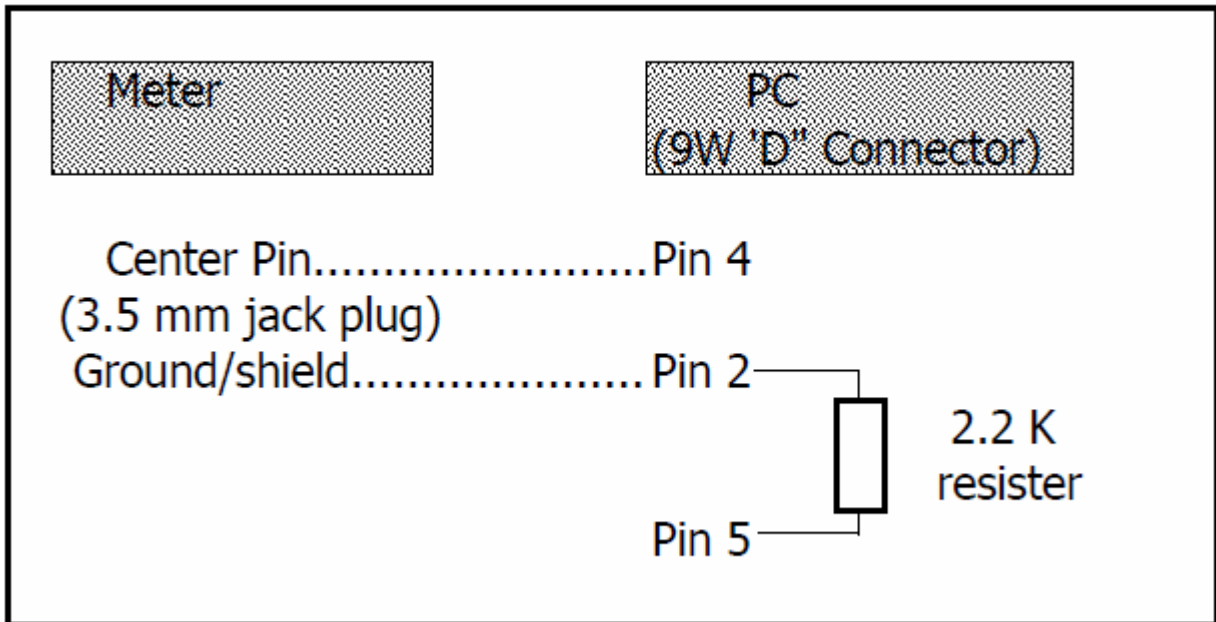 Meter
PC
(9W 'D" Connector)
Center Pin........................Pin 4
(3.5 mm jack plug)
Ground/shield..................... Pin 2
2.2 K
resister
Pin 5